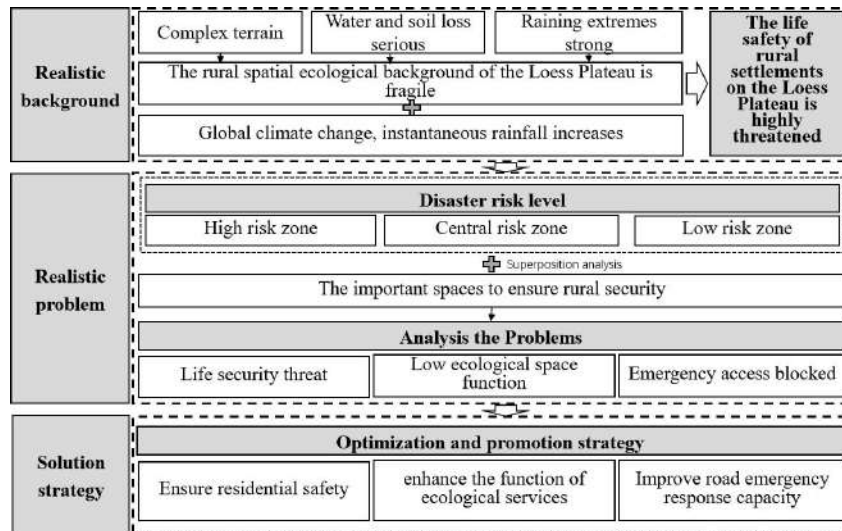 Realistic
background
Complex terrain
Water and soil loss
serious
Raining extremes
strong
The rural spatial ecological background of the Loess Plateau is
fragile
Global climate change, instantaneous rainfall increases
The life
safety of
rural
settlements
on the Loess
Plateau is
highly
threatened
Realistic
problem
Disaster risk level
High risk zone
Central risk zone
Low risk zone
Superposition analysis
The important spaces to ensure rural security
Analysis the Problems
Life security threat
Low ecological space
function
Emergency access blocked
Solution
strategy
Optimization and promotion strategy
Ensure residential safety
enhance the function of
ecological services
Improve road emergency
response capacity